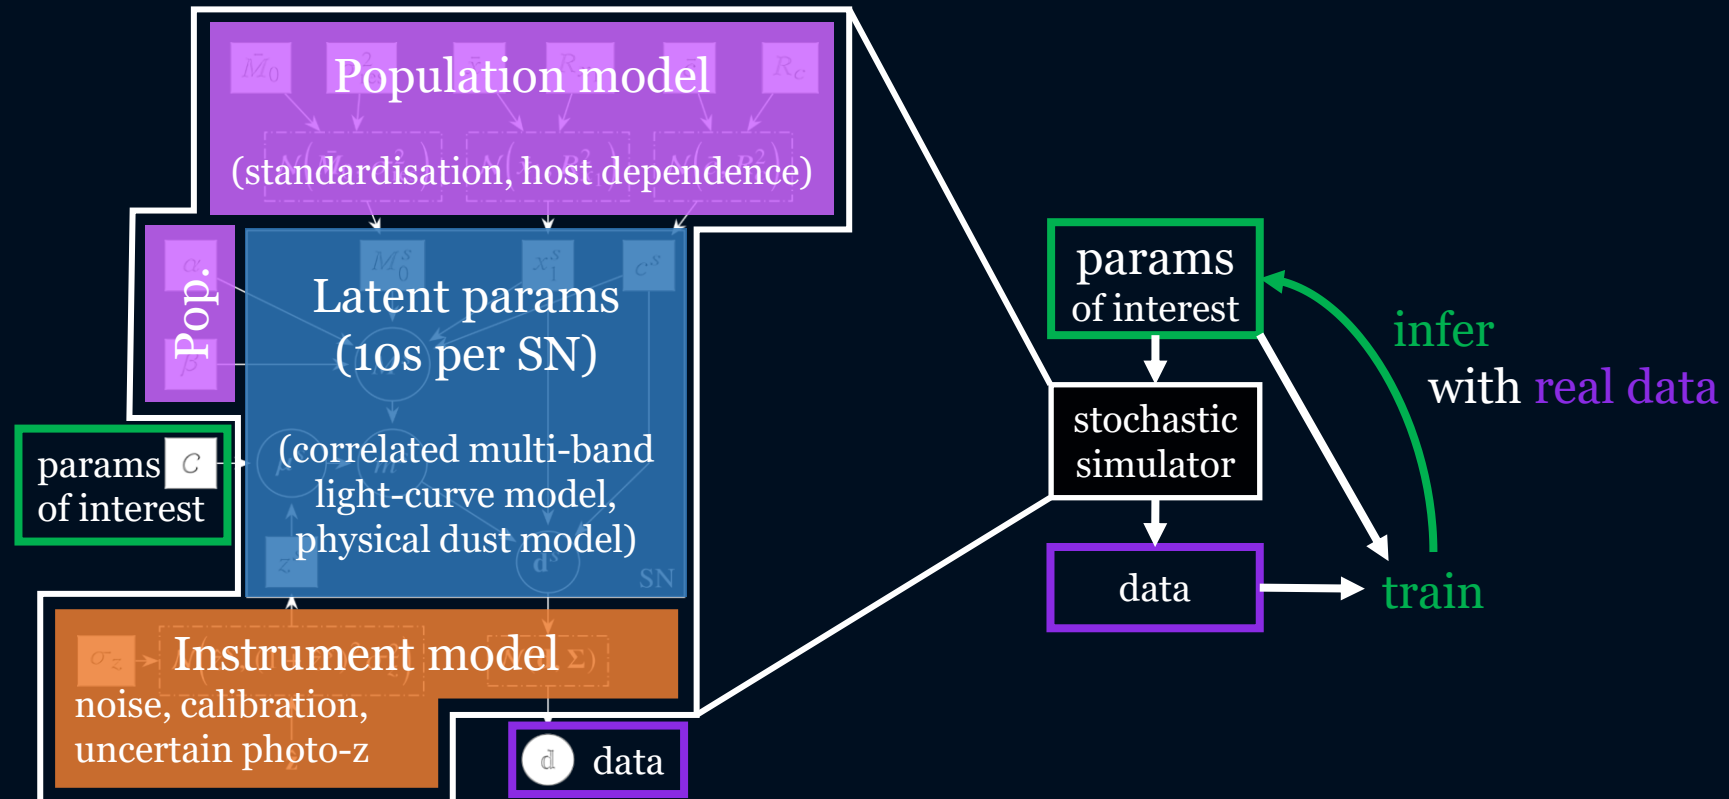 Population model
(standardisation, host dependence)
Pop.
α
β
Latent params
(10s per SN)
(correlated multi-band
light-curve model,
physical dust model)
SN
params
of interest
C
Instrument model
noise, calibration,
uncertain photo-z
d data
params
of interest
stochastic
simulator
data
train
infer
with real data